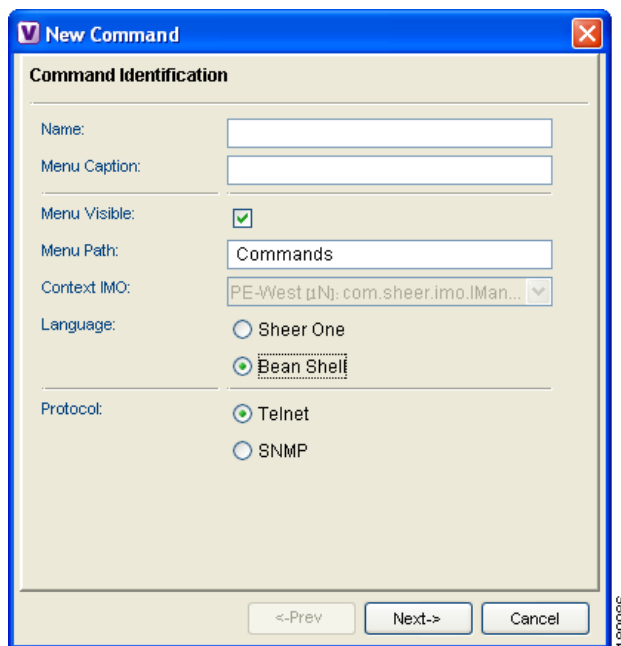 New Command
Command Identification
Name:
Menu Caption:
Menu Visible:
Menu Path: Commands
Context IMO: PE-West [µN]: com.sheer.imo.IMan...
Language: Sheer One
Bean Shell
Protocol: Telnet
SNMP
<-Prev Next-> Cancel